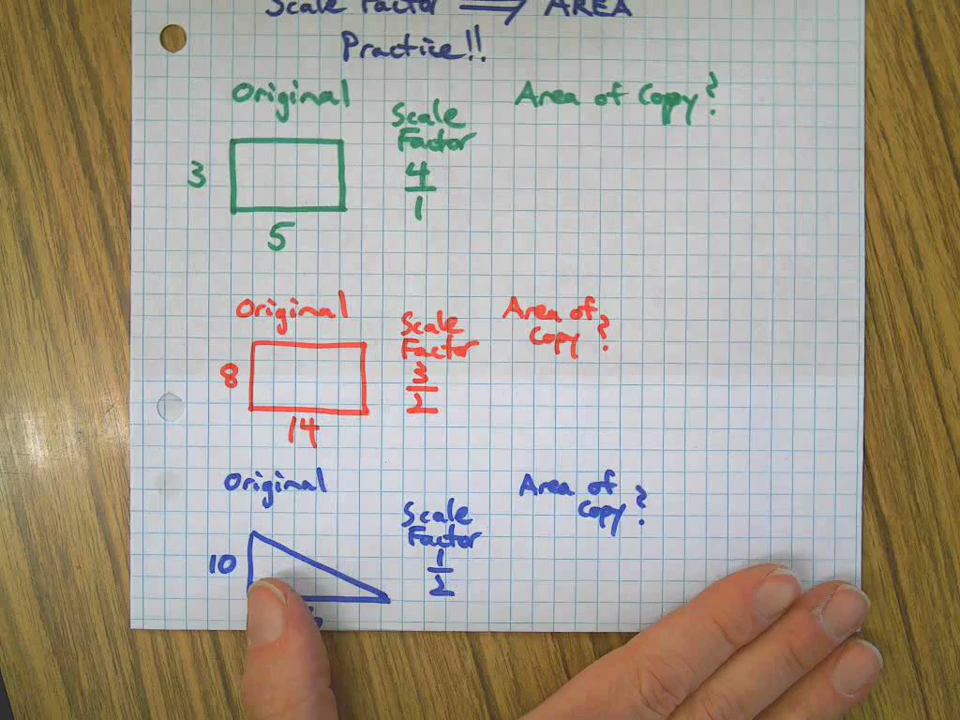 Scale Factor ⟹ AREA
Practice!!
Original
Scale
Factor
4
1
Area of Copy?
3
5
Original
Scale
Factor
3
2
Area of
Copy?
8
14
Original
Scale
Factor
1
2
Area of
Copy?
10